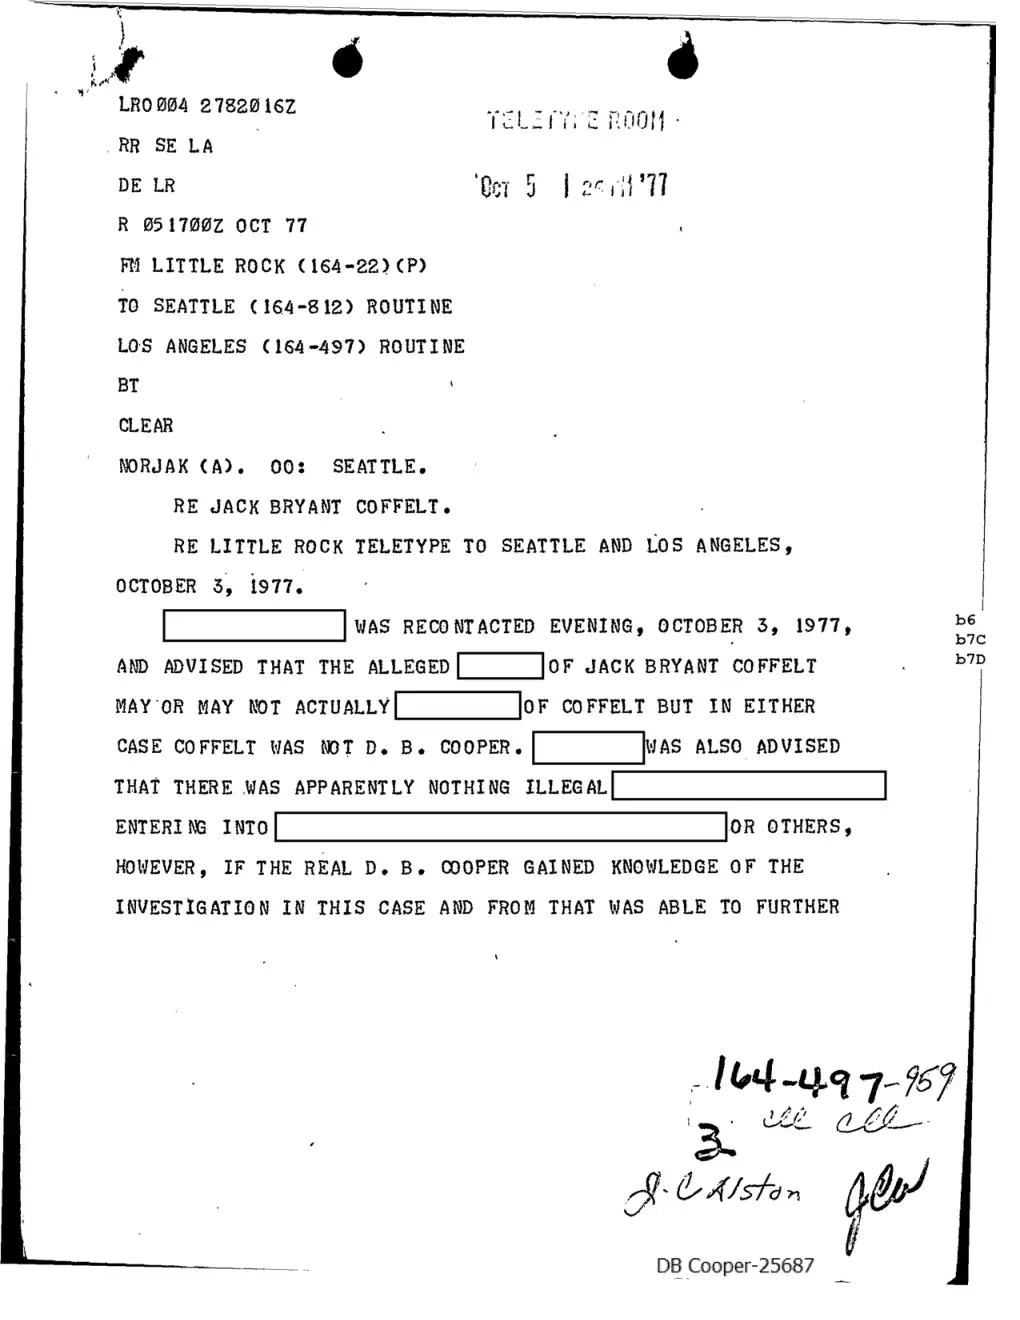 LRO004 2782016Z
TELETYPE ROOM
RR SE LA
DE LR
OCT 5 1 '77
R 051700Z OCT 77
FM LITTLE ROCK (164-22)(P)
TO SEATTLE (164-812) ROUTINE
LOS ANGELES (164-497) ROUTINE
BT
CLEAR
NORJAK (A). OO: SEATTLE.
RE JACK BRYANT COFFELT.
RE LITTLE ROCK TELETYPE TO SEATTLE AND LOS ANGELES,
OCTOBER 3, 1977.
WAS RECONTACTED EVENING, OCTOBER 3, 1977,
b6
b7C
b7D
AND ADVISED THAT THE ALLEGED OF JACK BRYANT COFFELT
MAY OR MAY NOT ACTUALLY OF COFFELT BUT IN EITHER
CASE COFFELT WAS NOT D. B. COOPER. WAS ALSO ADVISED
THAT THERE WAS APPARENTLY NOTHING ILLEGAL
ENTERING INTO OR OTHERS,
HOWEVER, IF THE REAL D. B. COOPER GAINED KNOWLEDGE OF THE
INVESTIGATION IN THIS CASE AND FROM THAT WAS ABLE TO FURTHER
164-497-959
3
J. C Alston
DB Cooper-25687